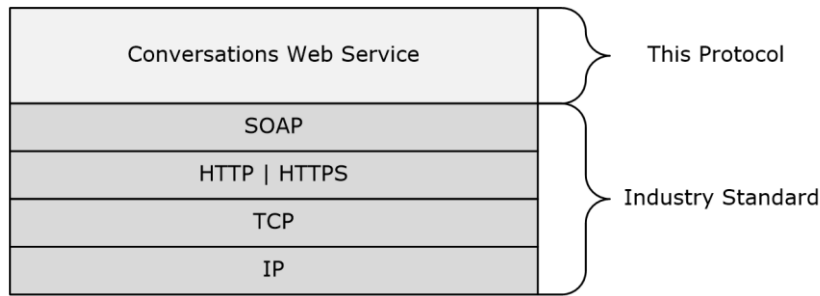 Conversations Web Service
This Protocol
SOAP
HTTP | HTTPS
Industry Standard
TCP
IP